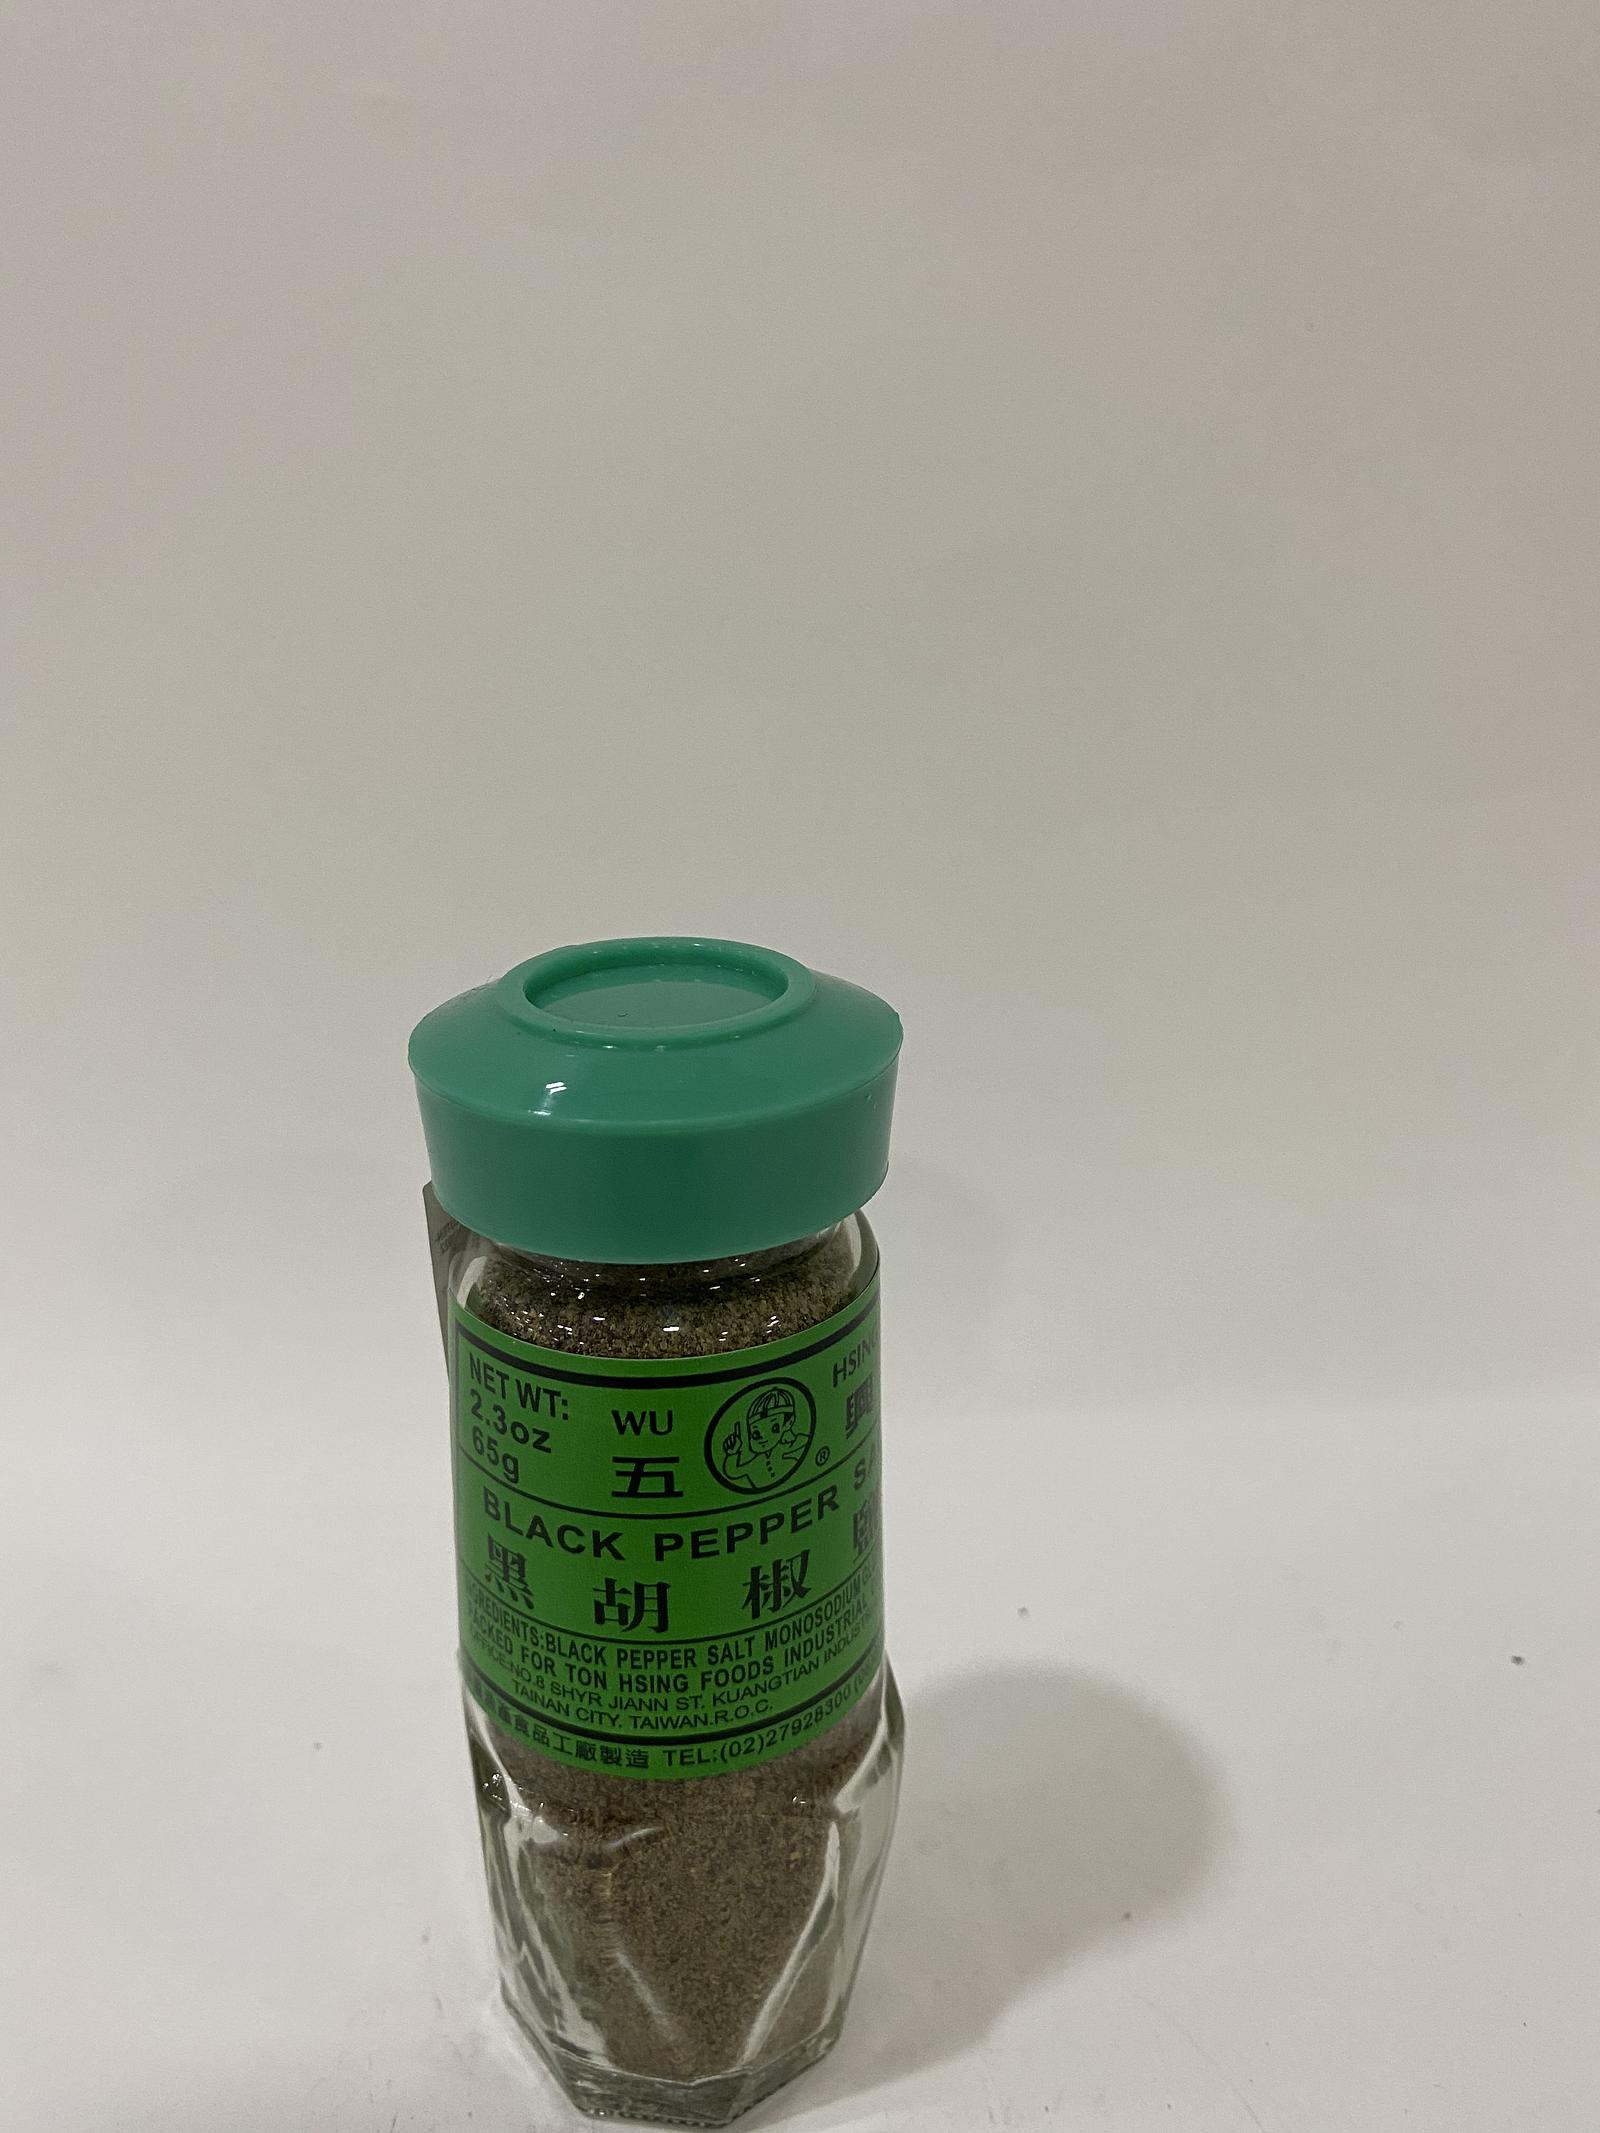 NET WT:
2.3oz
65g
WU
五
®
HSING
興
BLACK PEPPER
黑胡椒
INGREDIENTS:BLACK PEPPER SALT MONOSODIUM
PACKED FOR TON HSING FOODS INDUSTRIAL
OFFICE:NO.8 SHYR JIANN ST. KUANGTIAN
TAINAN CITY. TAIWAN.R.O.C.
食品工廠製造 TEL:(02)27928300